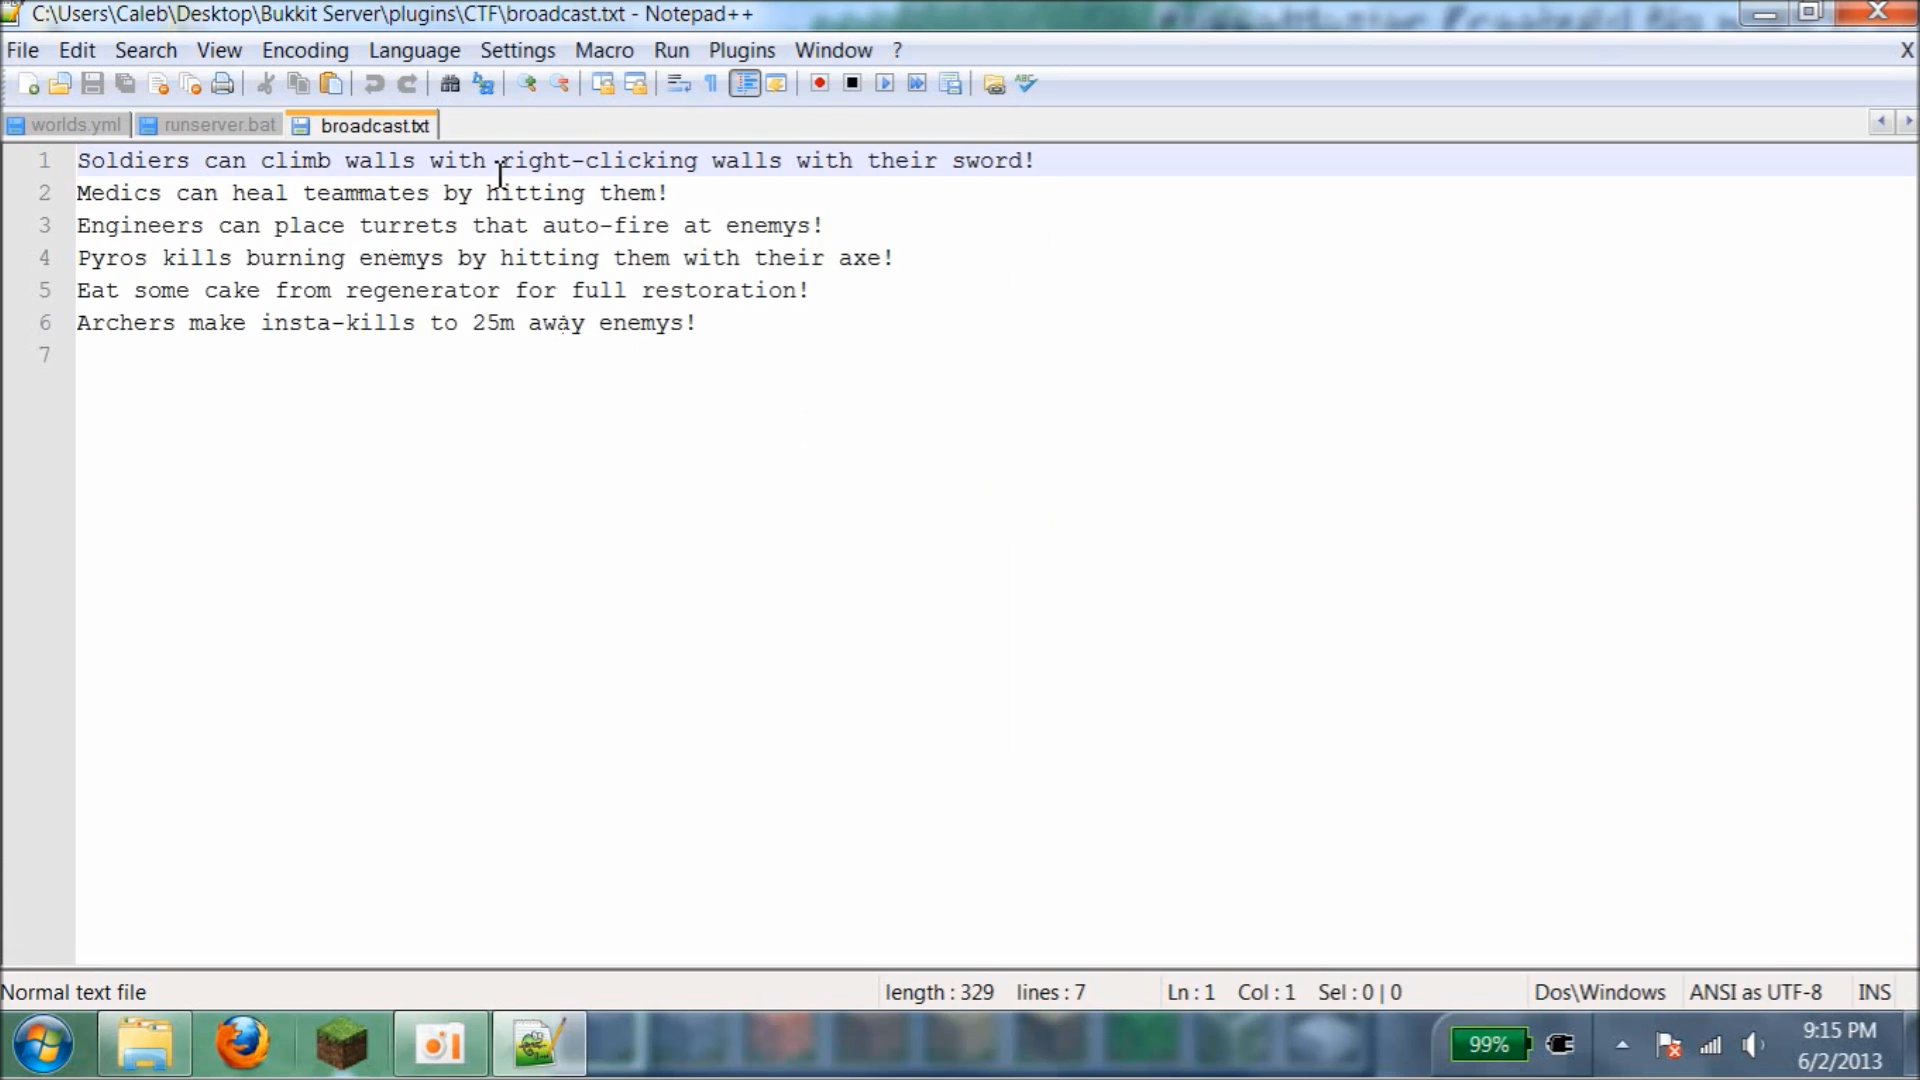 C:\Users\Caleb\Desktop\Bukkit Server\plugins\CTF\broadcast.txt - Notepad++
File Edit Search View Encoding Language Settings Macro Run Plugins Window ? X
worlds.yml runserver.bat broadcast.txt
1 Soldiers can climb walls with right-clicking walls with their sword!
2 Medics can heal teammates by hitting them!
3 Engineers can place turrets that auto-fire at enemys!
4 Pyros kills burning enemys by hitting them with their axe!
5 Eat some cake from regenerator for full restoration!
6 Archers make insta-kills to 25m away enemys!
7
Normal text file length : 329 lines : 7 Ln : 1 Col : 1 Sel : 0 | 0 Dos\Windows ANSI as UTF-8 INS
99% 9:15 PM
6/2/2013